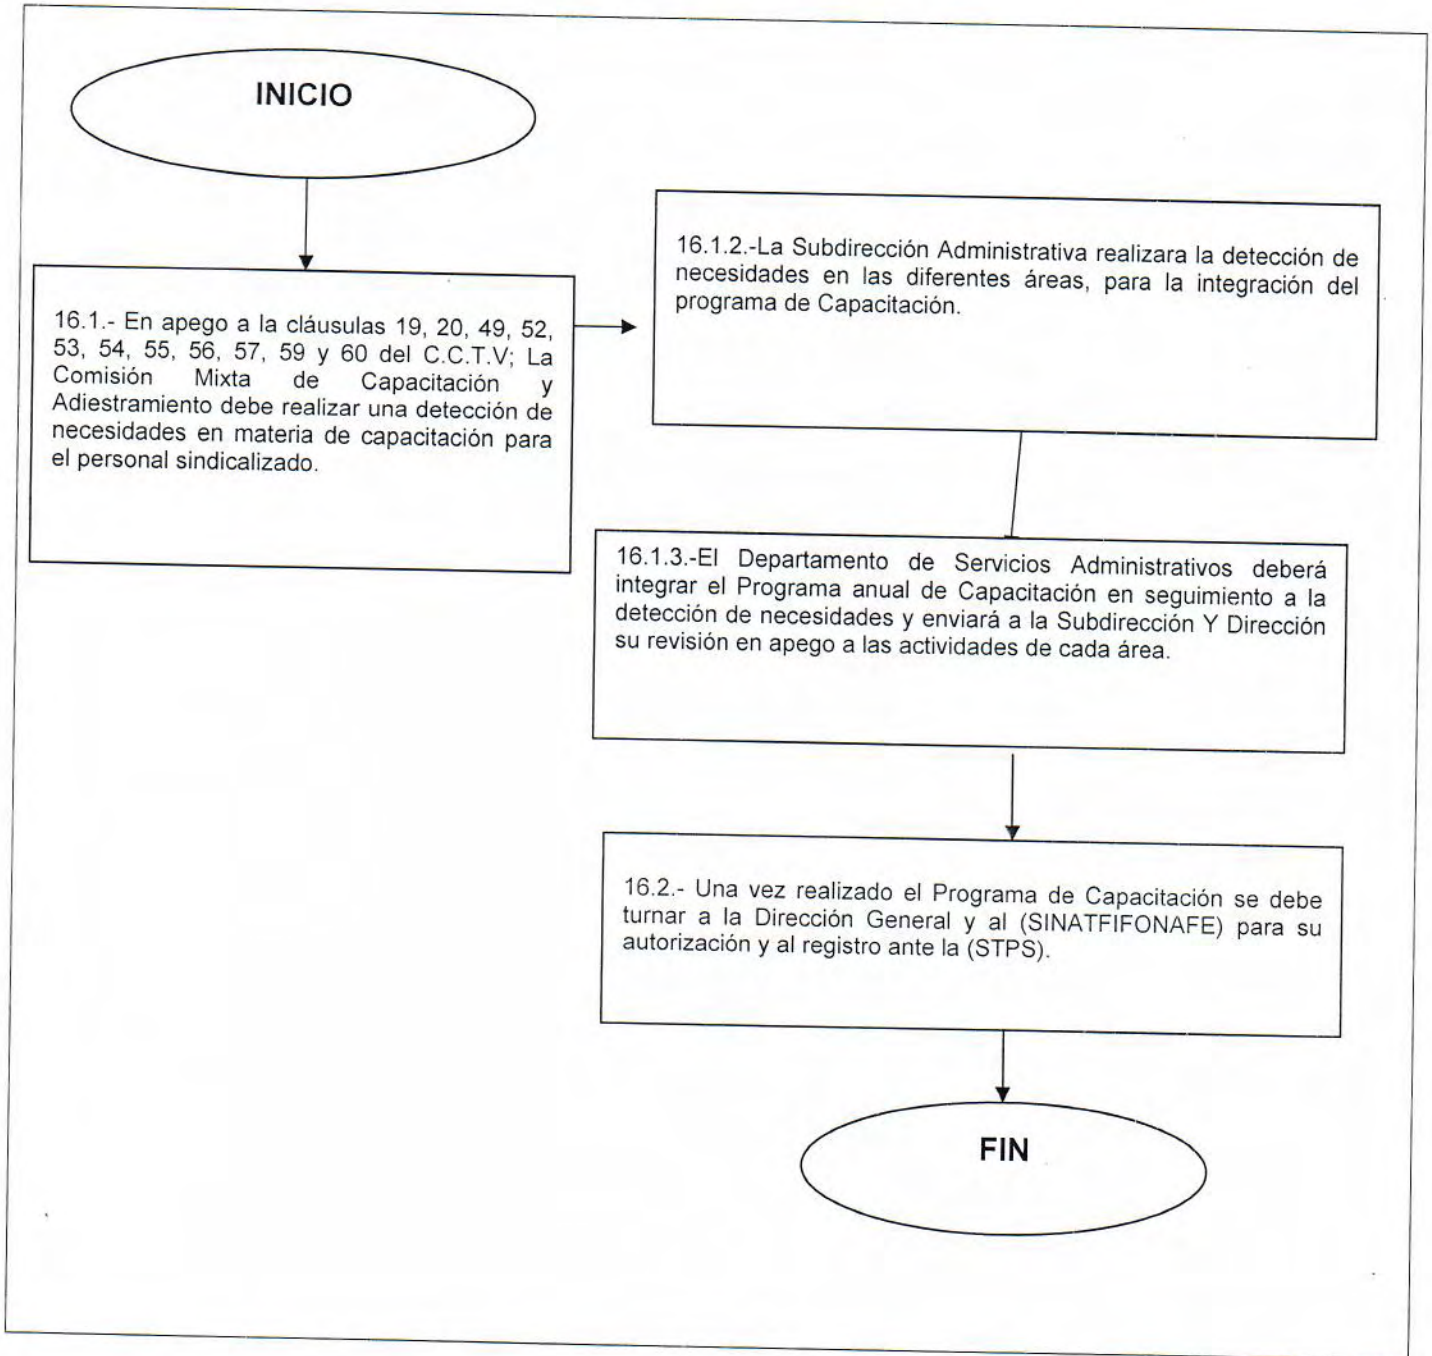 INICIO
16.1.- En apego a la cláusulas 19, 20, 49, 52,
53, 54, 55, 56, 57, 59 y 60 del C.C.T.V; La
Comisión Mixta de Capacitación y
Adiestramiento debe realizar una detección de
necesidades en materia de capacitación para
el personal sindicalizado.
16.1.2.-La Subdirección Administrativa realizara la detección de
necesidades en las diferentes áreas, para la integración del
programa de Capacitación.
16.1.3.-El Departamento de Servicios Administrativos deberá
integrar el Programa anual de Capacitación en seguimiento a la
detección de necesidades y enviará a la Subdirección Y Dirección
su revisión en apego a las actividades de cada área.
16.2.- Una vez realizado el Programa de Capacitación se debe
turnar a la Dirección General y al (SINATFIFONAFE) para su
autorización y al registro ante la (STPS).
FIN